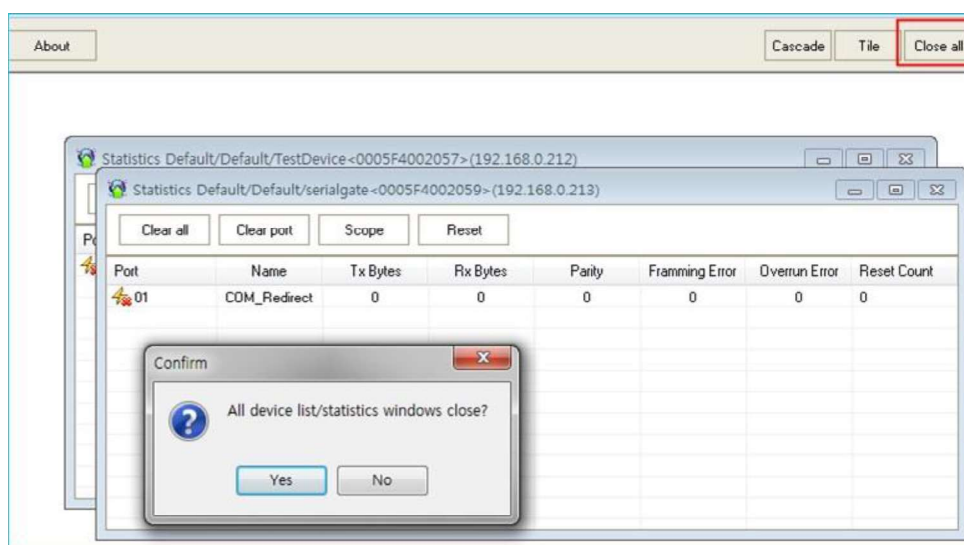 About Cascade Tile Close all
Statistics Default/Default/TestDevice<0005F4002057>(192.168.0.212)
Statistics Default/Default/serialgate<0005F4002059>(192.168.0.213)
Clear all Clear port Scope Reset
Port Name Tx Bytes Rx Bytes Parity Framming Error Overrun Error Reset Count
01 COM_Redirect 0 0 0 0 0 0
Confirm
All device list/statistics windows close?
Yes No